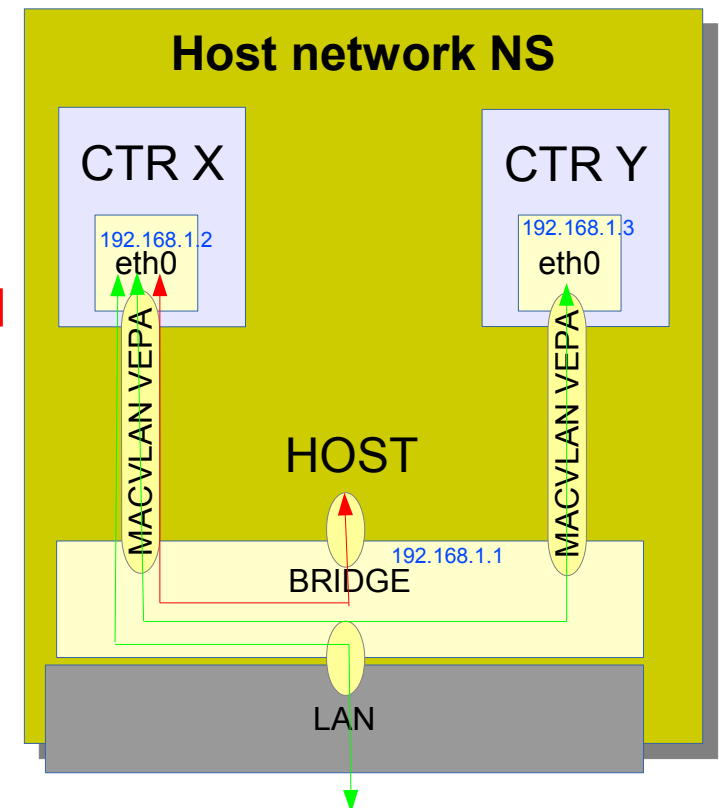 Host network NS
CTR X
192.168.1.2
eth0
MACVLAN VEPA
CTR Y
192.168.1.3
eth0
MACVLAN VEPA
HOST
192.168.1.1
BRIDGE
LAN